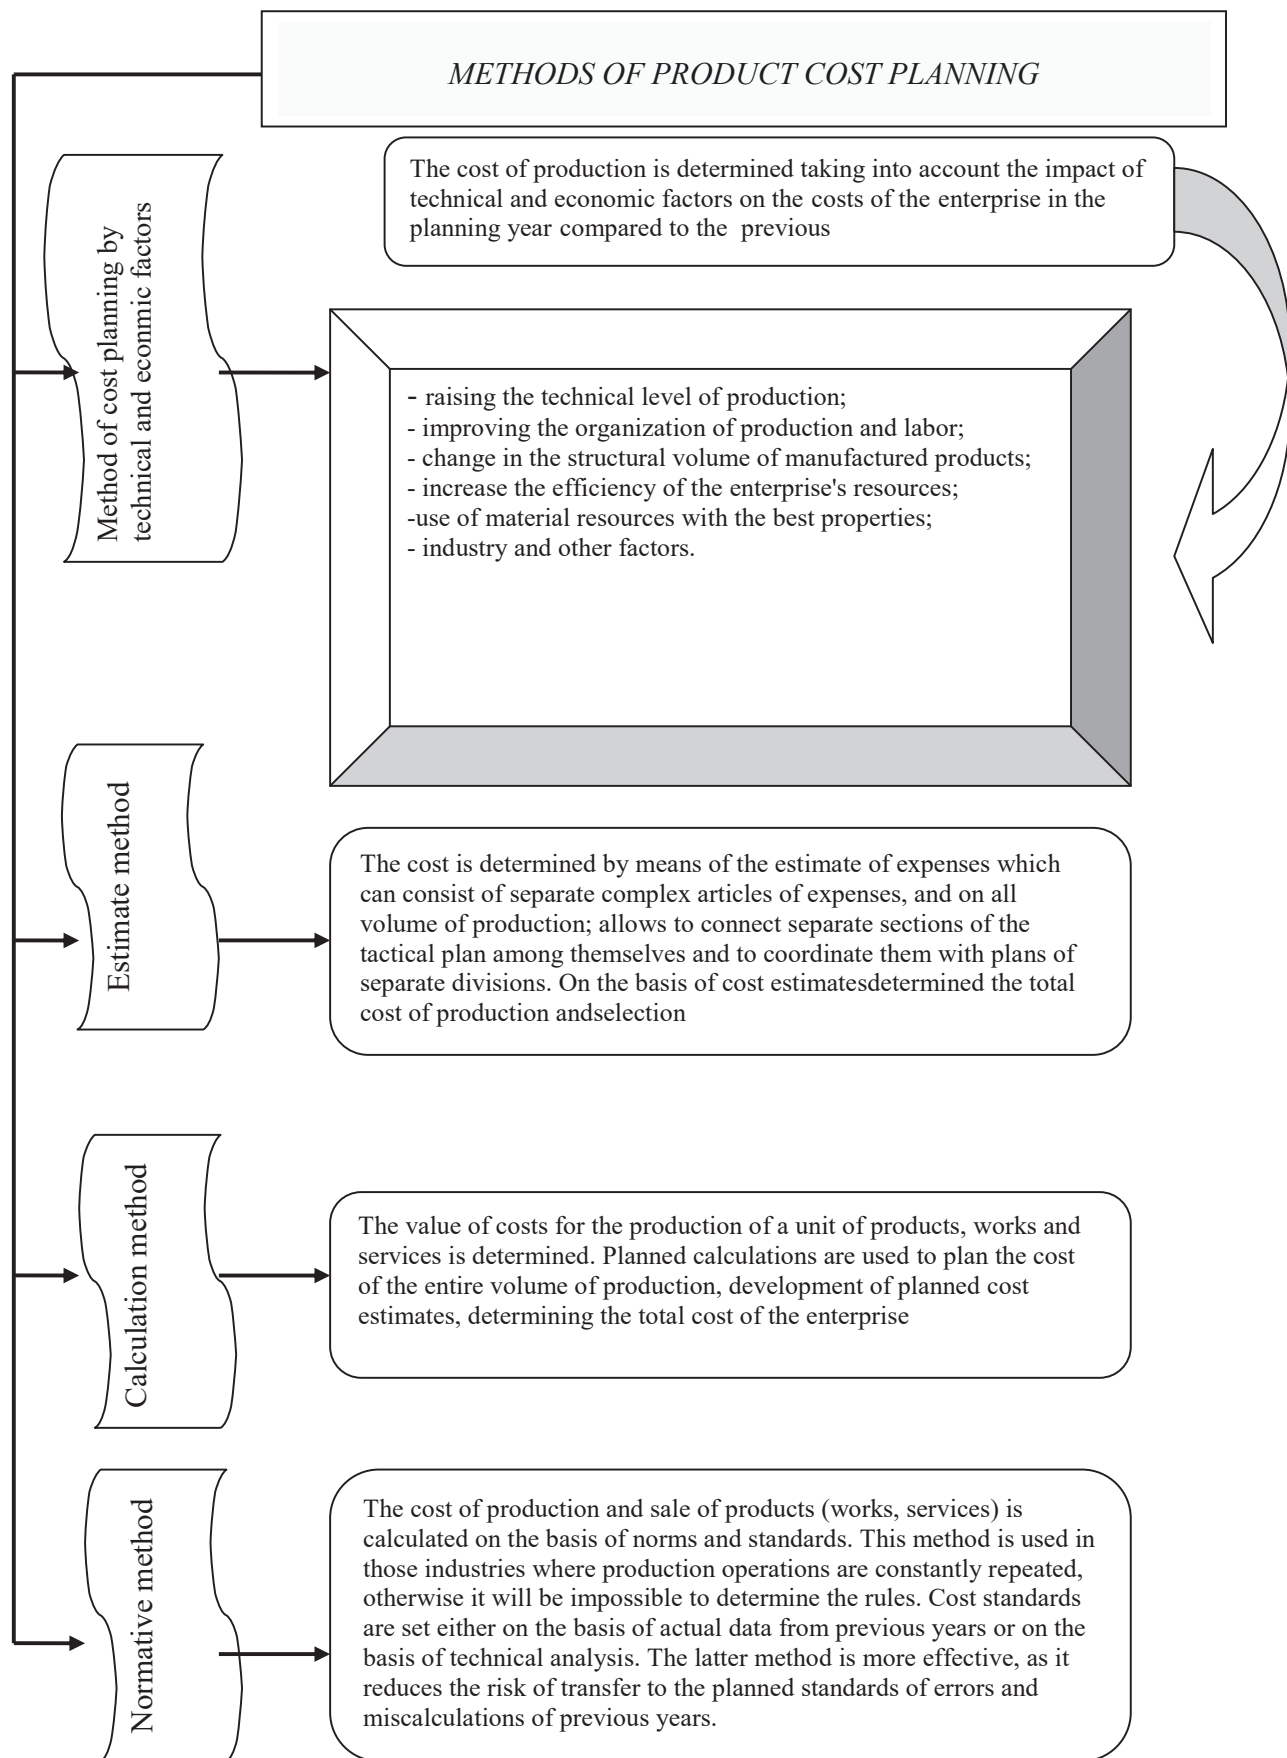 METHODS OF PRODUCT COST PLANNING
The cost of production is determined taking into account the impact of
technical and economic factors on the costs of the enterprise in the
planning year compared to the  previous
Method of cost planning by
technical and econmic factors
- raising the technical level of production;
- improving the organization of production and labor;
- change in the structural volume of manufactured products;
- increase the efficiency of the enterprise's resources;
-use of material resources with the best properties;
- industry and other factors.
Estimate method
The cost is determined by means of the estimate of expenses which
can consist of separate complex articles of expenses, and on all
volume of production; allows to connect separate sections of the
tactical plan among themselves and to coordinate them with plans of
separate divisions. On the basis of cost estimatesdetermined the total
cost of production andselection
Calculation method
The value of costs for the production of a unit of products, works and
services is determined. Planned calculations are used to plan the cost
of the entire volume of production, development of planned cost
estimates, determining the total cost of the enterprise
Normative method
The cost of production and sale of products (works, services) is
calculated on the basis of norms and standards. This method is used in
those industries where production operations are constantly repeated,
otherwise it will be impossible to determine the rules. Cost standards
are set either on the basis of actual data from previous years or on the
basis of technical analysis. The latter method is more effective, as it
reduces the risk of transfer to the planned standards of errors and
miscalculations of previous years.